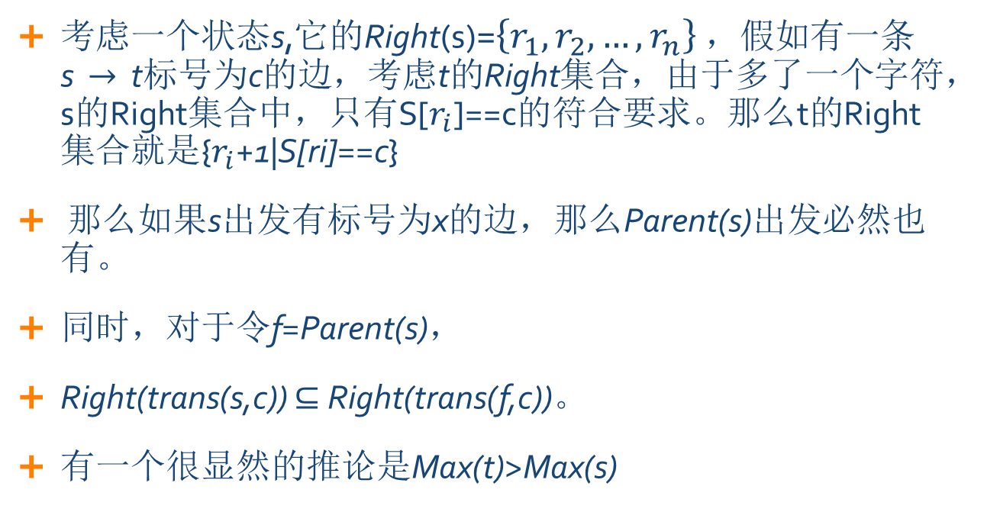 + 考虑一个状态s,它的Right(s)={r₁, r₂, … , rₙ} ，假如有一条
s → t标号为c的边，考虑t的Right集合，由于多了一个字符，
s的Right集合中，只有S[rᵢ]==c的符合要求。那么t的Right
集合就是{rᵢ+1|S[ri]==c}
+ 那么如果s出发有标号为x的边，那么Parent(s)出发必然也
有。
+ 同时，对于令f=Parent(s)，
+ Right(trans(s,c)) ⊆ Right(trans(f,c))。
+ 有一个很显然的推论是Max(t)>Max(s)